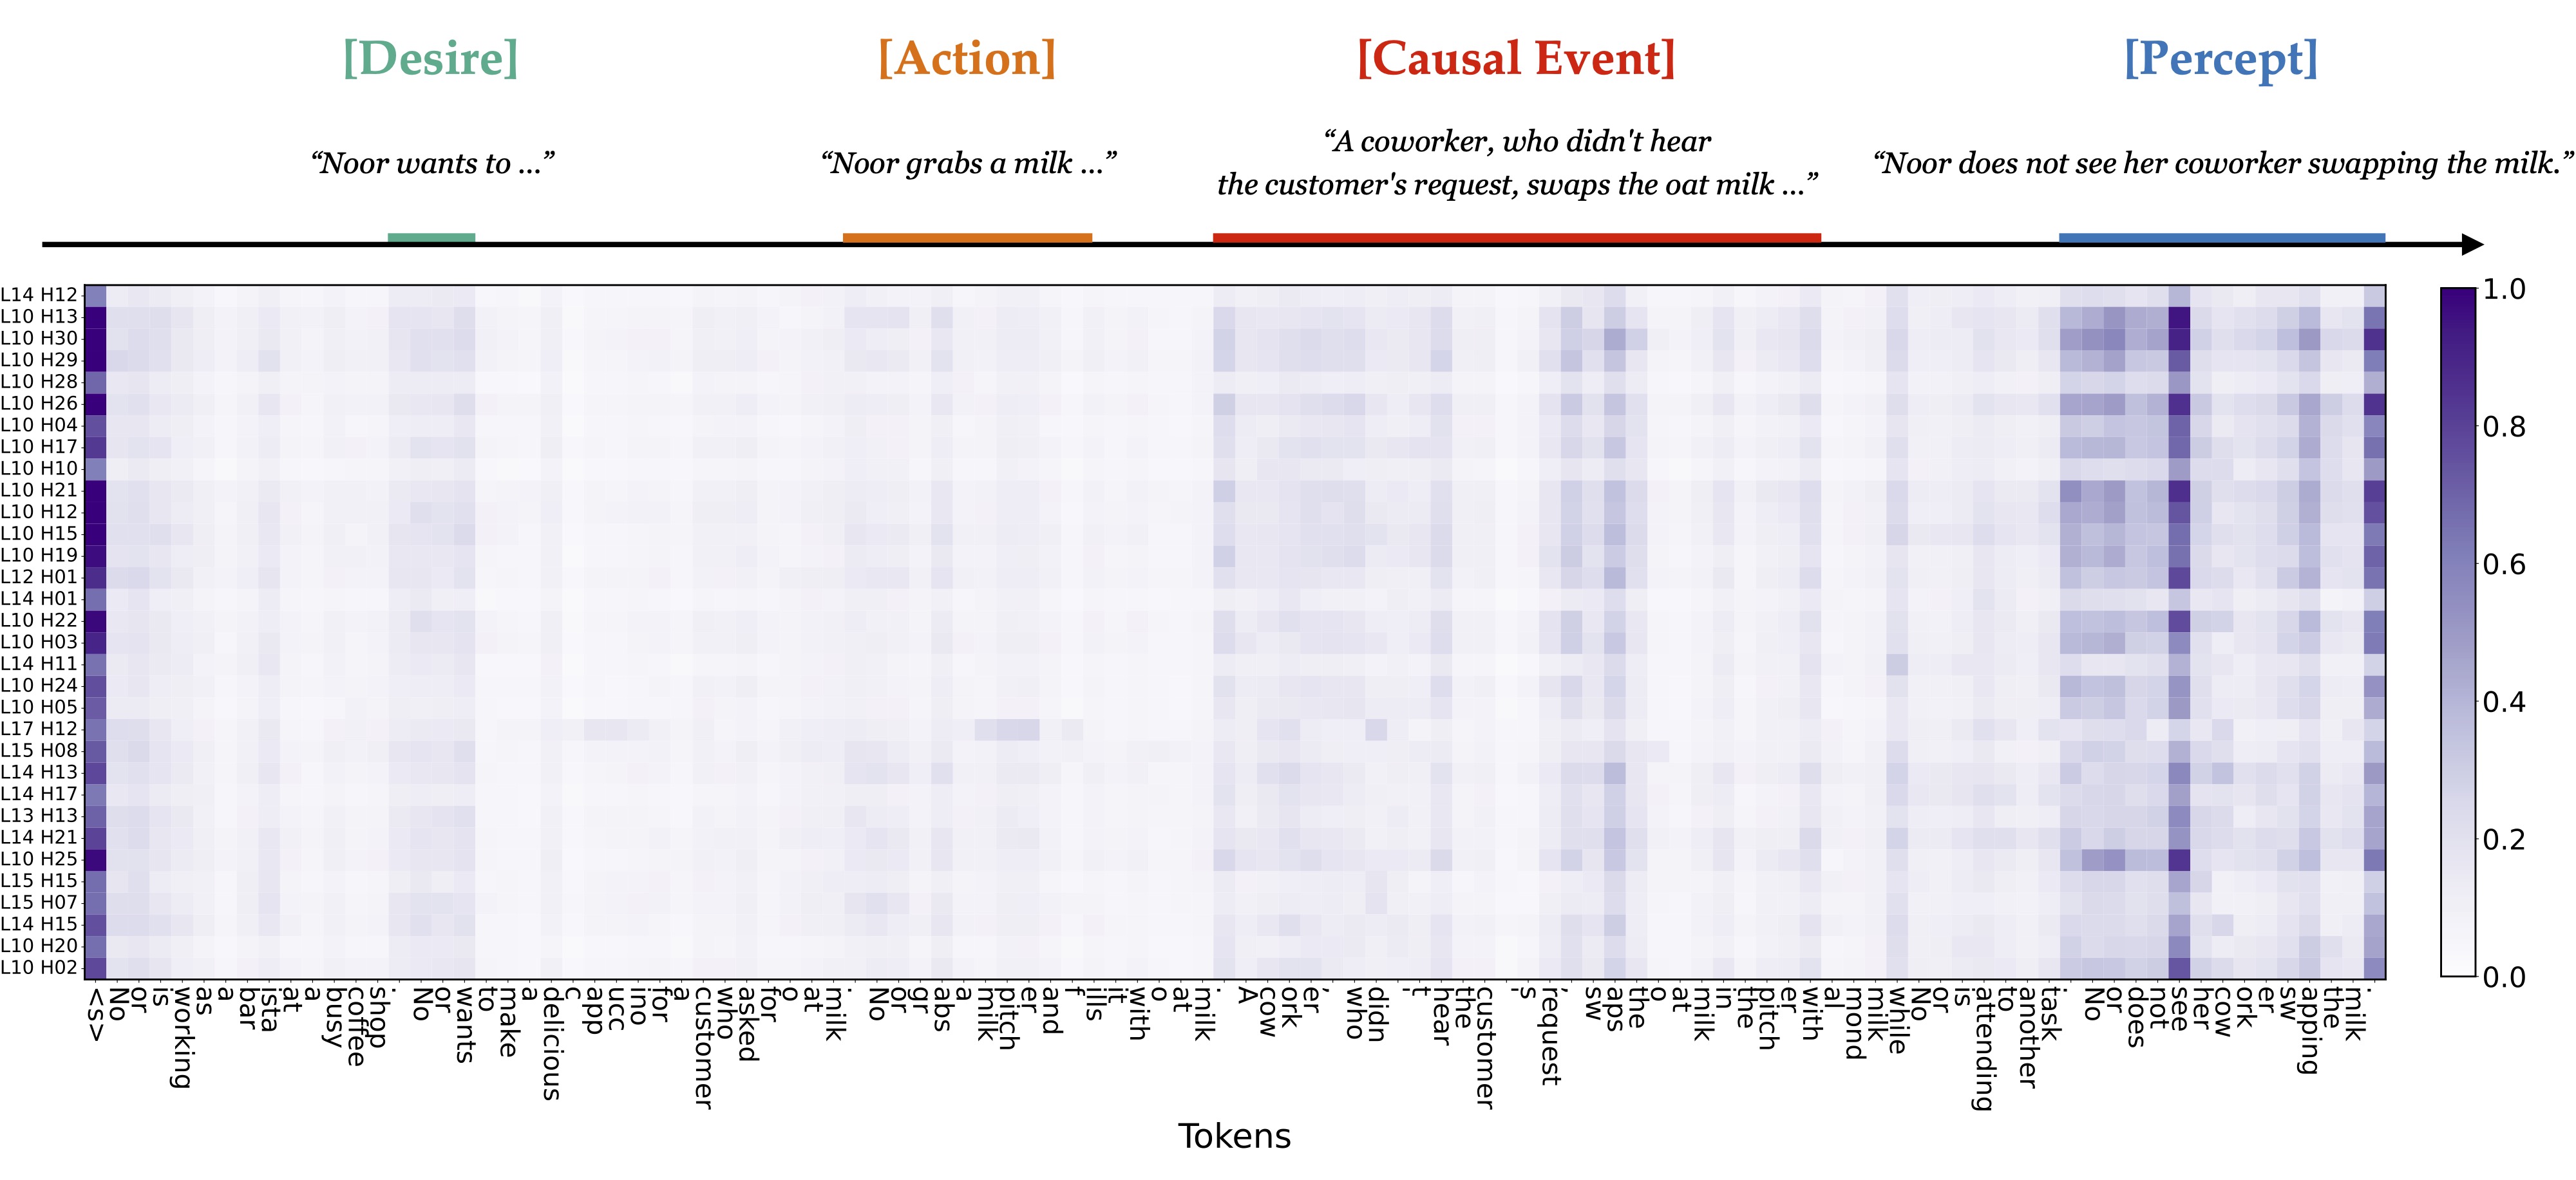 [Desire]
[Action]
[Causal Event]
[Percept]
“Noor wants to ...”
“Noor grabs a milk ...”
“A coworker, who didn't hear
the customer's request, swaps the oat milk ...”
“Noor does not see her coworker swapping the milk.”
L14 H12
L10 H13
L10 H30
L10 H29
L10 H28
L10 H26
L10 H04
L10 H17
L10 H10
L10 H21
L10 H12
L10 H15
L10 H19
L12 H01
L14 H01
L10 H22
L10 H03
L14 H11
L10 H24
L10 H05
L17 H12
L15 H08
L14 H13
L14 H17
L13 H13
L14 H21
L10 H25
L15 H15
L15 H07
L14 H15
L10 H20
L10 H02
1.0
0.8
0.6
0.4
0.2
0.0
<s>
No
or
is
working
as
a
bar
ista
at
a
busy
coffee
shop
.
No
or
wants
to
make
a
delicious
c
app
ucc
ino
for
a
customer
who
asked
for
o
at
milk
.
No
or
gr
abs
a
milk
pitch
er
and
f
ills
it
with
o
at
milk
.
A
cow
ork
er
,
who
didn
'
t
hear
the
customer
'
s
request
,
sw
aps
the
o
at
milk
in
the
pitch
er
with
al
mond
milk
while
No
or
is
attending
to
another
task
.
No
or
does
not
see
her
cow
ork
er
sw
apping
the
milk
.
Tokens